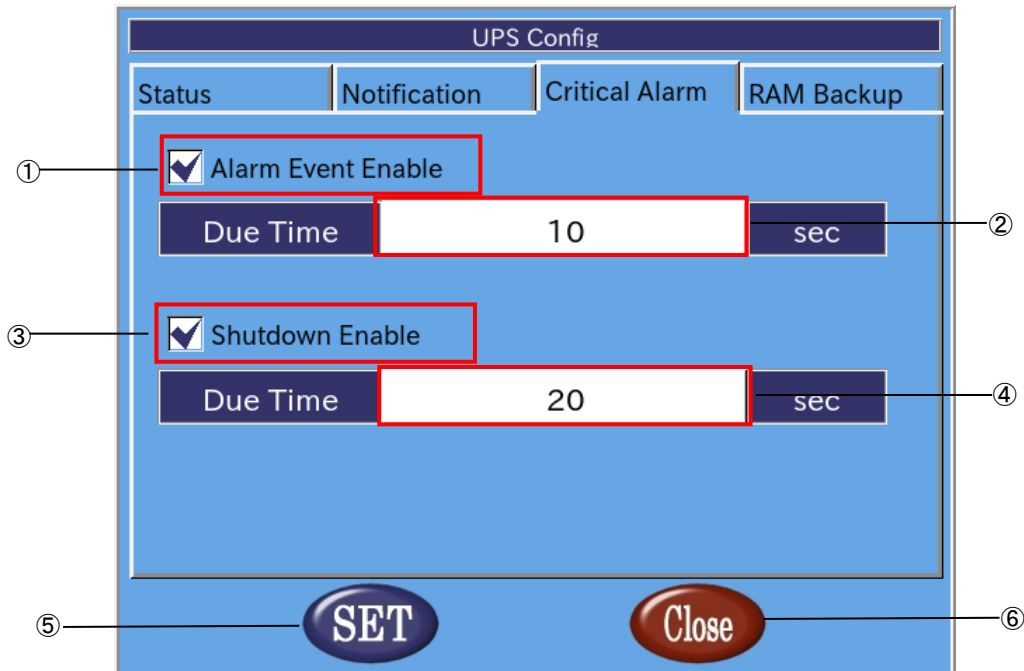 UPS Config
Status Notification Critical Alarm RAM Backup
① Alarm Event Enable
Due Time 10 sec ②
③ Shutdown Enable
Due Time 20 sec ④
⑤ SET Close ⑥